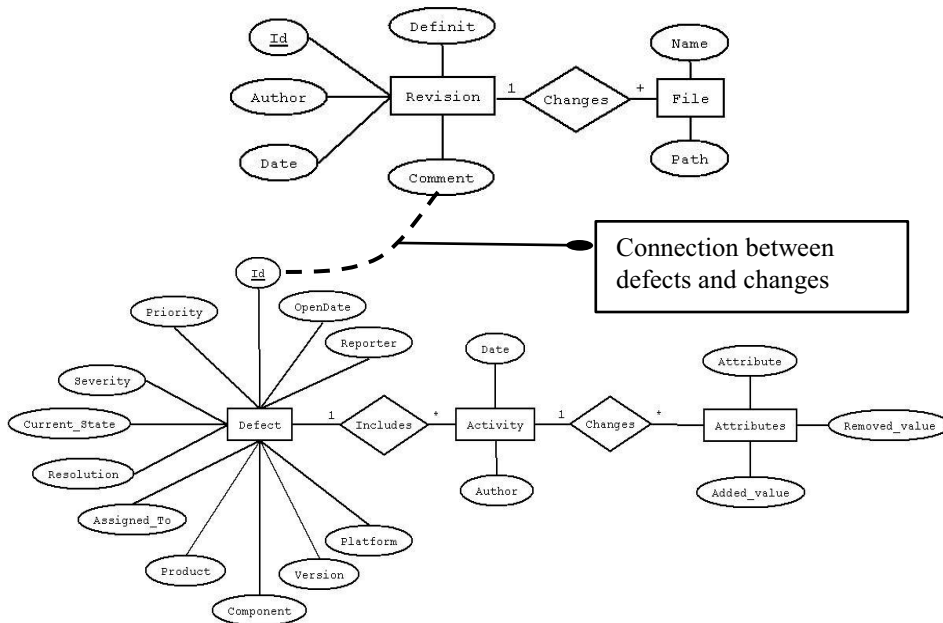 Definit
Id
Name
Author
Revision
1
Changes
+
File
Date
Comment
Path
Connection between
defects and changes
Id
OpenDate
Priority
Reporter
Date
Attribute
Severity
Current_State
Defect
1
Includes
*
Activity
1
Changes
*
Attributes
Removed_value
Resolution
Author
Added_value
Assigned_To
Platform
Product
Version
Component